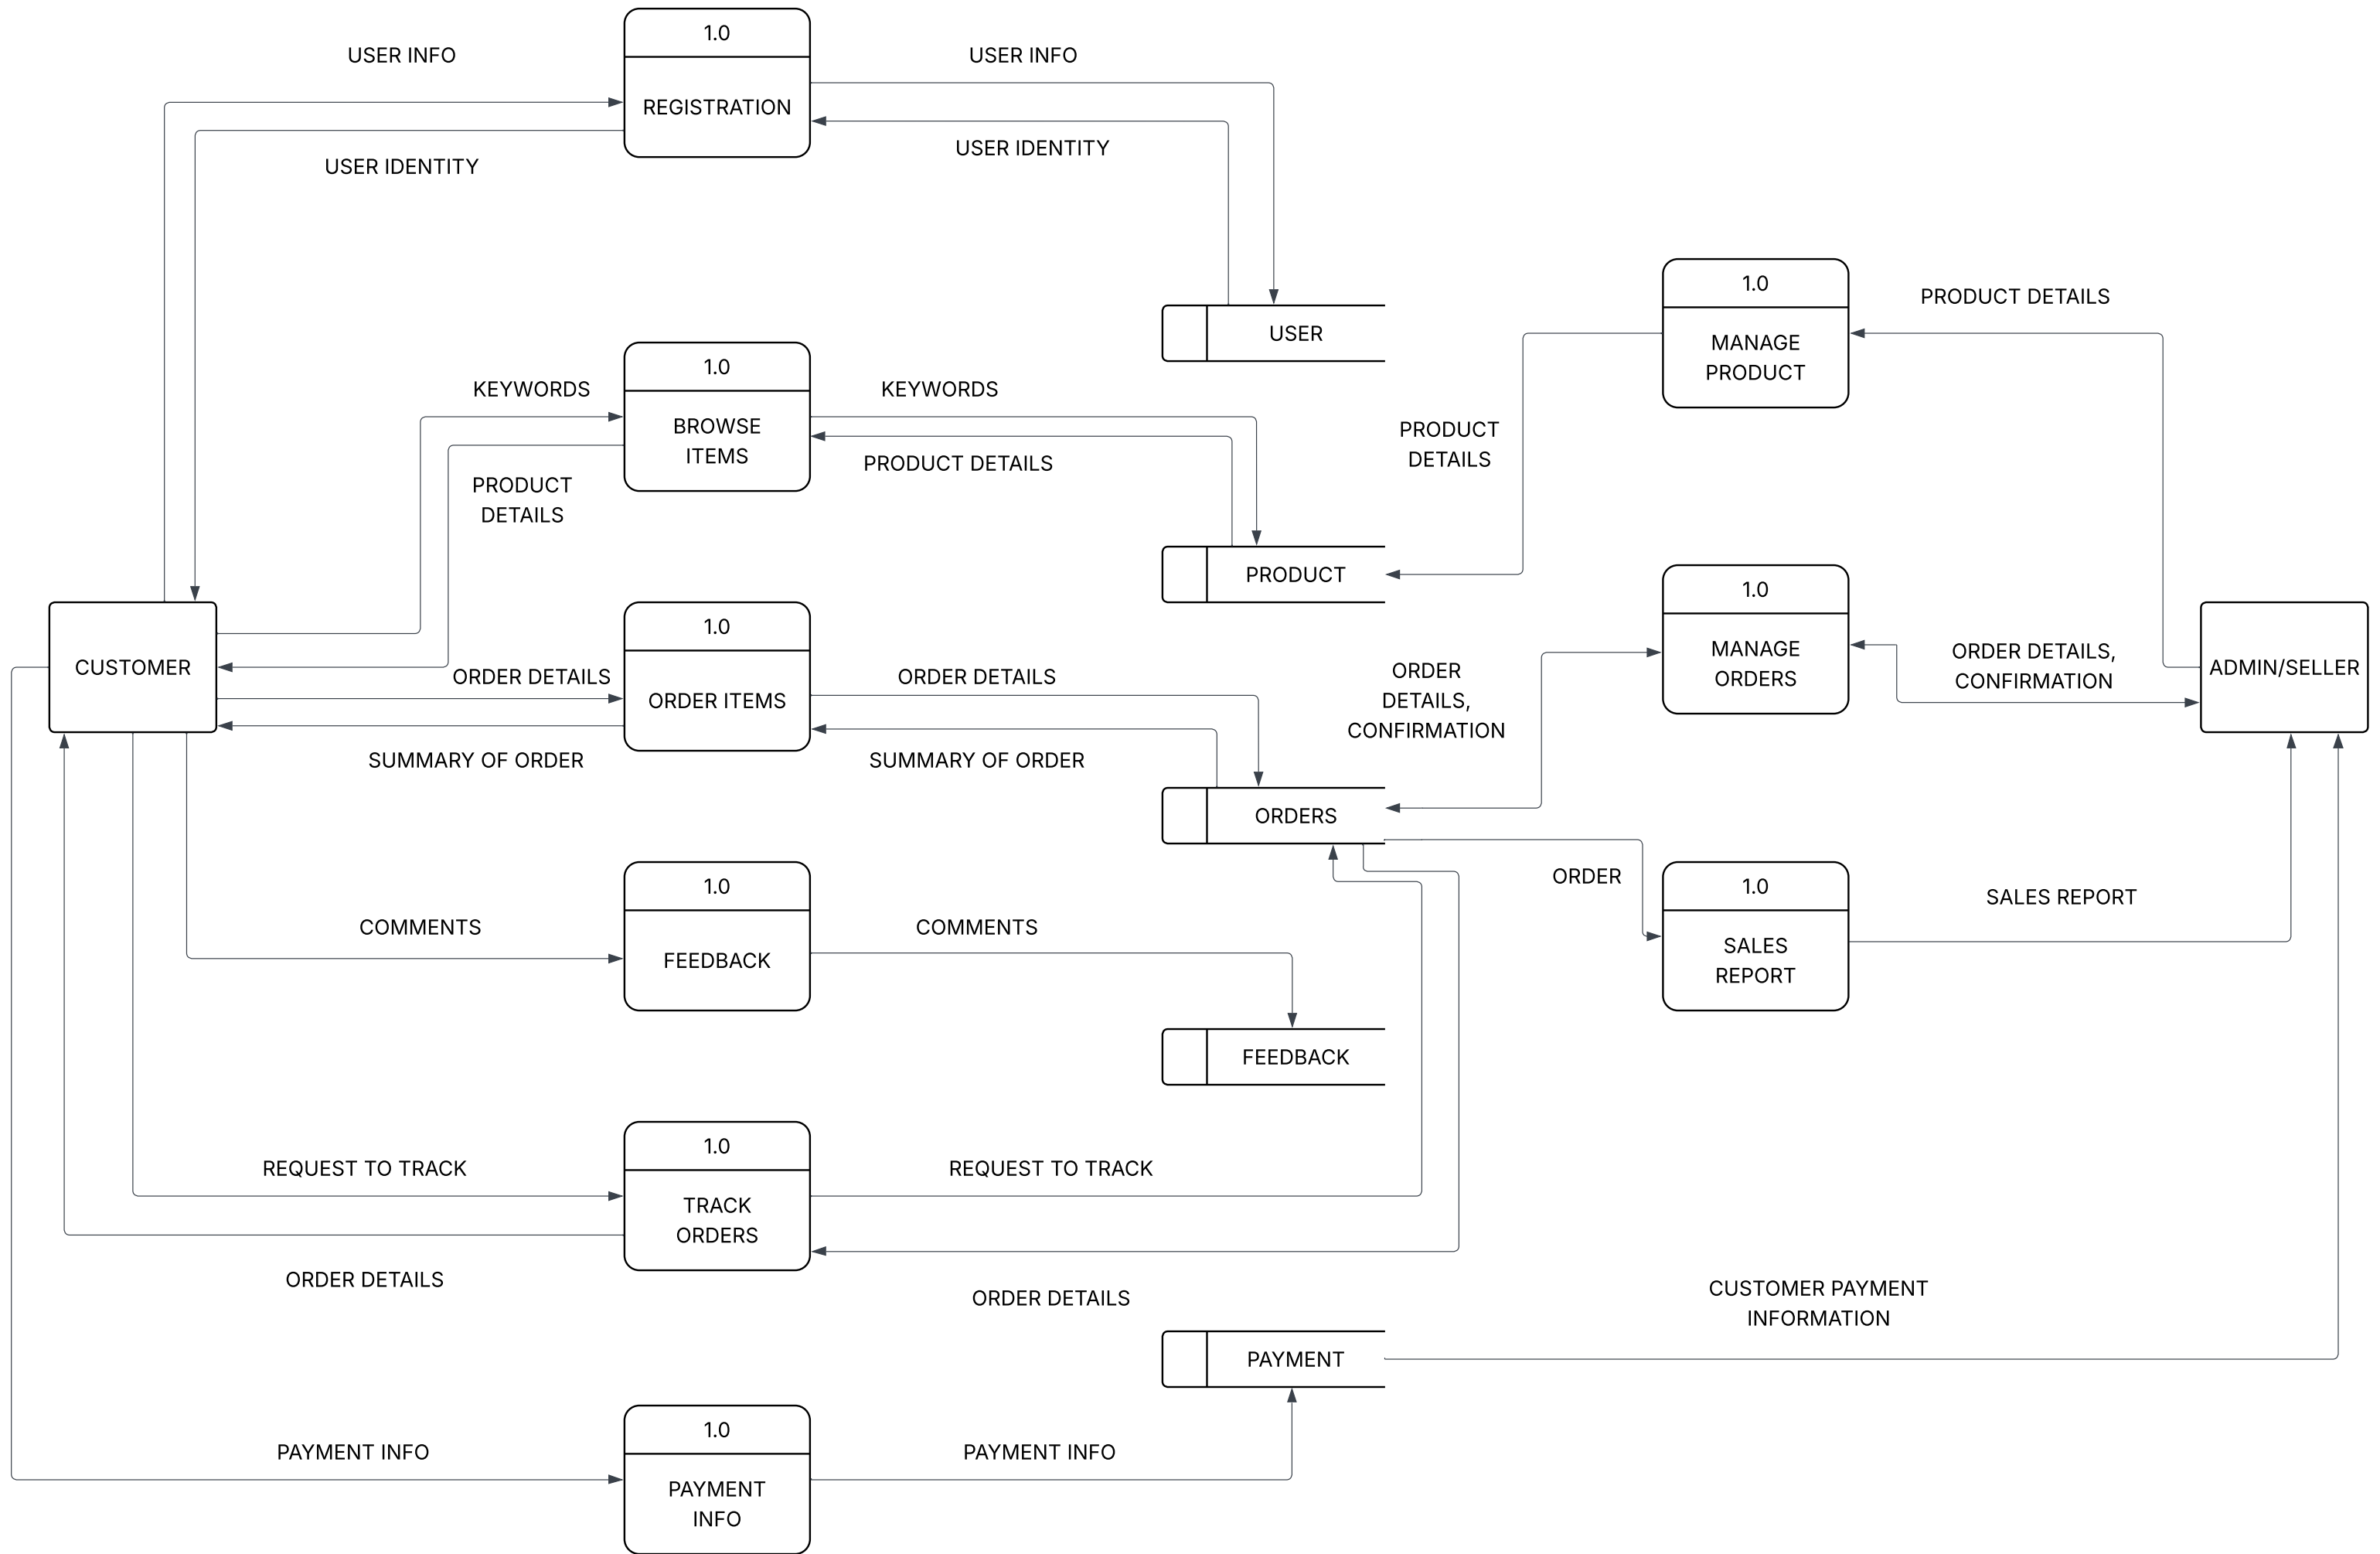 1.0
USER INFO
USER INFO
REGISTRATION
USER IDENTITY
USER IDENTITY
1.0
PRODUCT DETAILS
USER
MANAGE
PRODUCT
1.0
KEYWORDS
KEYWORDS
BROWSE
ITEMS
PRODUCT
DETAILS
PRODUCT DETAILS
PRODUCT
DETAILS
PRODUCT
1.0
1.0
MANAGE
ORDERS
ORDER DETAILS,
CONFIRMATION
CUSTOMER
ADMIN/SELLER
ORDER DETAILS
ORDER DETAILS
ORDER
DETAILS,
CONFIRMATION
ORDER ITEMS
SUMMARY OF ORDER
SUMMARY OF ORDER
ORDERS
1.0
ORDER
1.0
SALES REPORT
COMMENTS
COMMENTS
FEEDBACK
SALES
REPORT
FEEDBACK
1.0
REQUEST TO TRACK
REQUEST TO TRACK
TRACK
ORDERS
ORDER DETAILS
ORDER DETAILS
CUSTOMER PAYMENT
INFORMATION
PAYMENT
1.0
PAYMENT INFO
PAYMENT INFO
PAYMENT
INFO